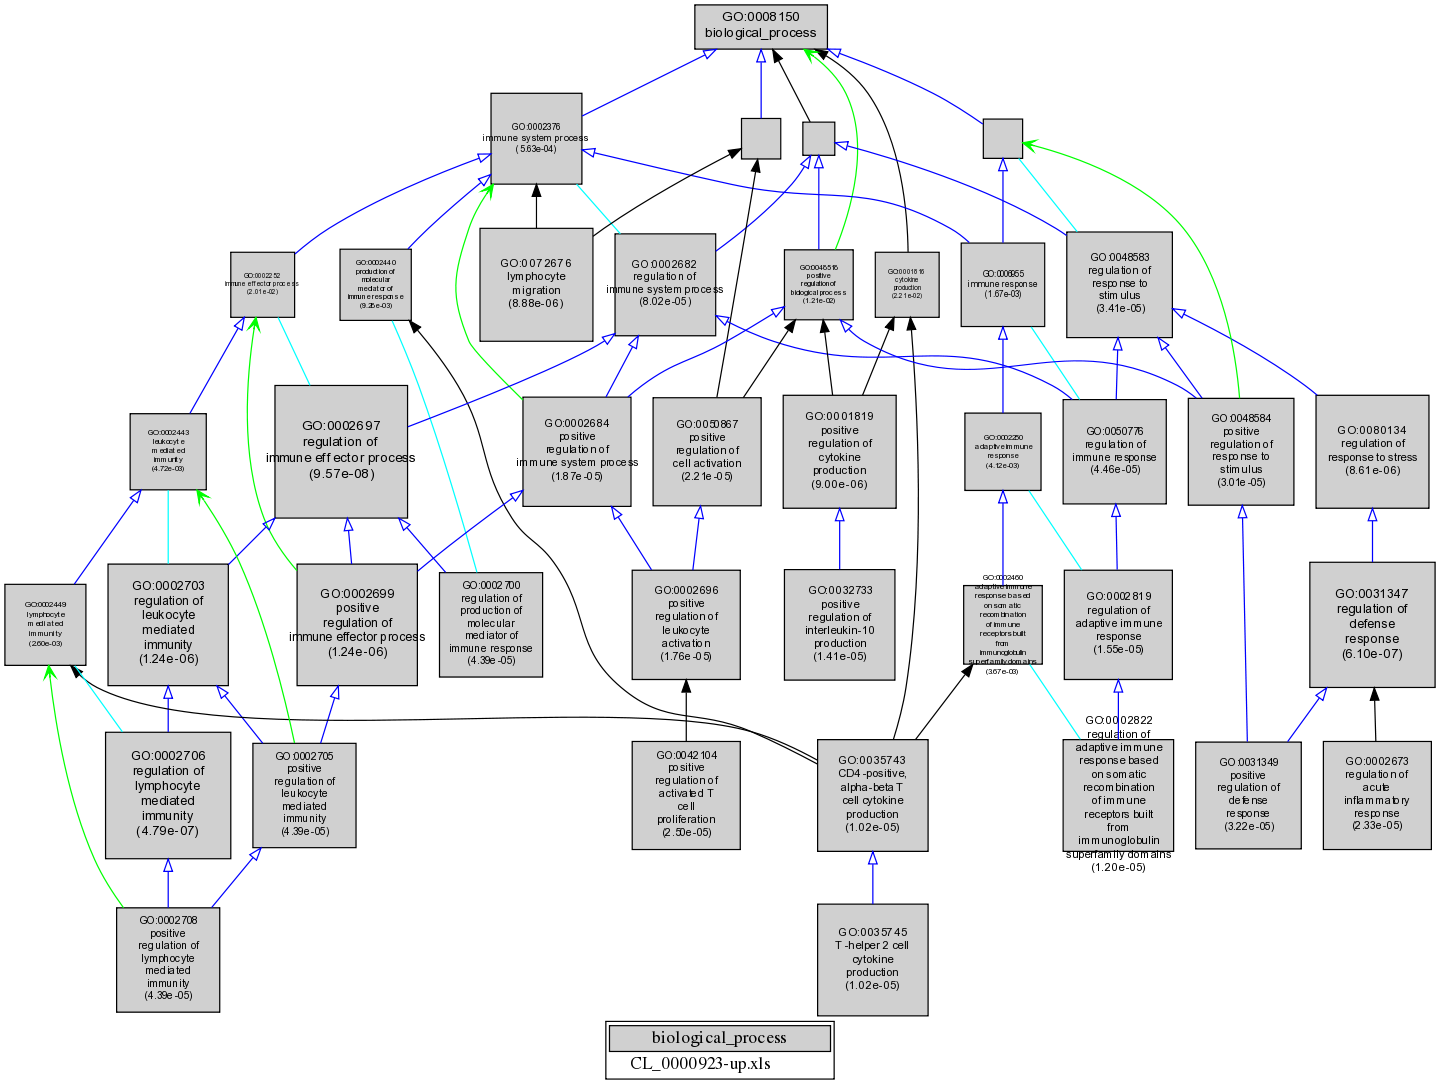 GO:0008150
biological_process
GO:0002376
immune system process
(5.63e-04)
GO:0002252
immune effector process
(2.01e-02)
GO:0002440
production of
molecular
mediator of
immune response
(9.25e-03)
GO:0072676
lymphocyte
migration
(8.88e-06)
GO:0002682
regulation of
immune system process
(8.02e-05)
GO:0048518
positive
regulation of
biological process
(1.21e-02)
GO:0001816
cytokine
production
(2.21e-02)
GO:0006955
immune response
(1.67e-03)
GO:0048583
regulation of
response to
stimulus
(3.41e-05)
GO:0002443
leukocyte
mediated
immunity
(4.72e-03)
GO:0002697
regulation of
immune effector process
(9.57e-08)
GO:0002684
positive
regulation of
immune system process
(1.87e-05)
GO:0050867
positive
regulation of
cell activation
(2.21e-05)
GO:0001819
positive
regulation of
cytokine
production
(9.00e-06)
GO:0002250
adaptive immune
response
(4.12e-03)
GO:0050776
regulation of
immune response
(4.46e-05)
GO:0048584
positive
regulation of
response to
stimulus
(3.01e-05)
GO:0080134
regulation of
response to stress
(8.61e-06)
GO:0002449
lymphocyte
mediated
immunity
(2.60e-03)
GO:0002703
regulation of
leukocyte
mediated
immunity
(1.24e-06)
GO:0002699
positive
regulation of
immune effector process
(1.24e-06)
GO:0002700
regulation of
production of
molecular
mediator of
immune response
(4.39e-05)
GO:0002696
positive
regulation of
leukocyte
activation
(1.76e-05)
GO:0032733
positive
regulation of
interleukin-10
production
(1.41e-05)
GO:0002460
adaptive immune
response based
on somatic
recombination
of immune
receptors built
from
immunoglobulin
superfamily domains
(3.67e-03)
GO:0002819
regulation of
adaptive immune
response
(1.55e-05)
GO:0031347
regulation of
defense
response
(6.10e-07)
GO:0002706
regulation of
lymphocyte
mediated
immunity
(4.79e-07)
GO:0002705
positive
regulation of
leukocyte
mediated
immunity
(4.39e-05)
GO:0042104
positive
regulation of
activated T
cell
proliferation
(2.50e-05)
GO:0035743
CD4-positive,
alpha-beta T
cell cytokine
production
(1.02e-05)
GO:0002822
regulation of
adaptive immune
response based
on somatic
recombination
of immune
receptors built
from
immunoglobulin
superfamily domains
(1.20e-05)
GO:0031349
positive
regulation of
defense
response
(3.22e-05)
GO:0002673
regulation of
acute
inflammatory
response
(2.33e-05)
GO:0002708
positive
regulation of
lymphocyte
mediated
immunity
(4.39e-05)
GO:0035745
T-helper 2 cell
cytokine
production
(1.02e-05)
biological_process
CL_0000923-up.xls